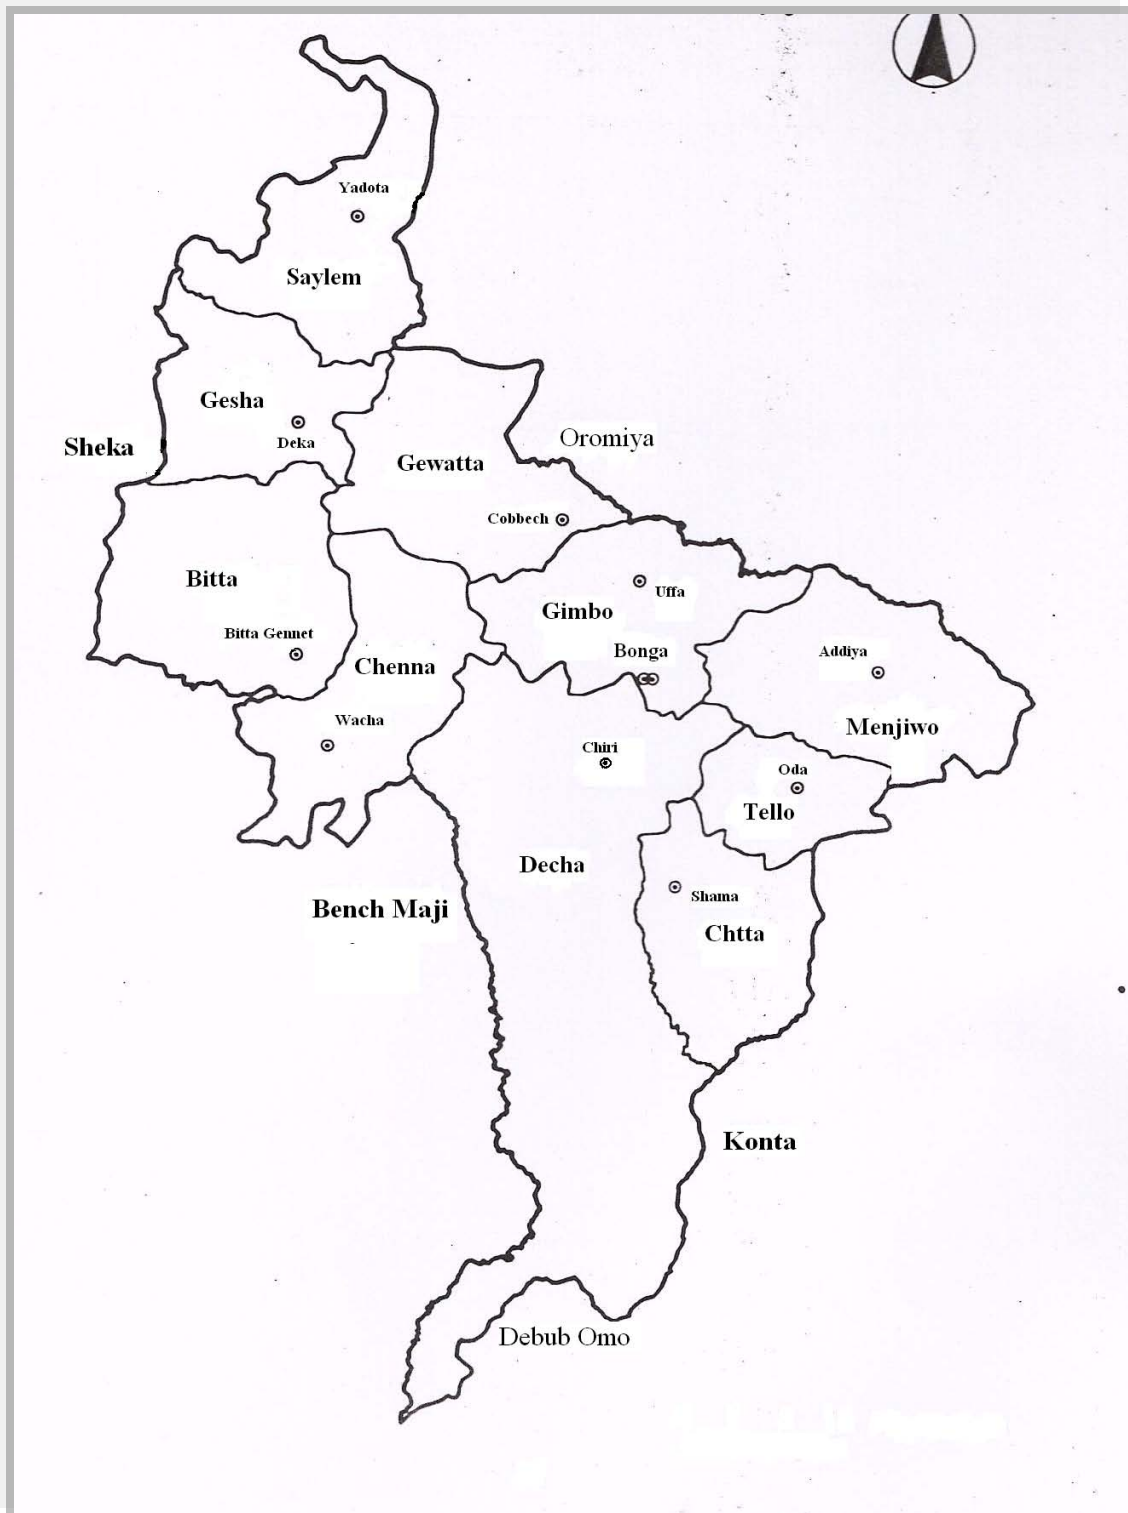 Yadota
Saylem
Gesha
Deka
Sheka
Oromiya
Gewatta
Cobbech
Bitta
Uffa
Gimbo
Bitta Gennet
Bonga
Addiya
Chenna
Wacha
Menjiwo
Chiri
Oda
Tello
Decha
Shama
Bench Maji
Chtta
Konta
Debub Omo